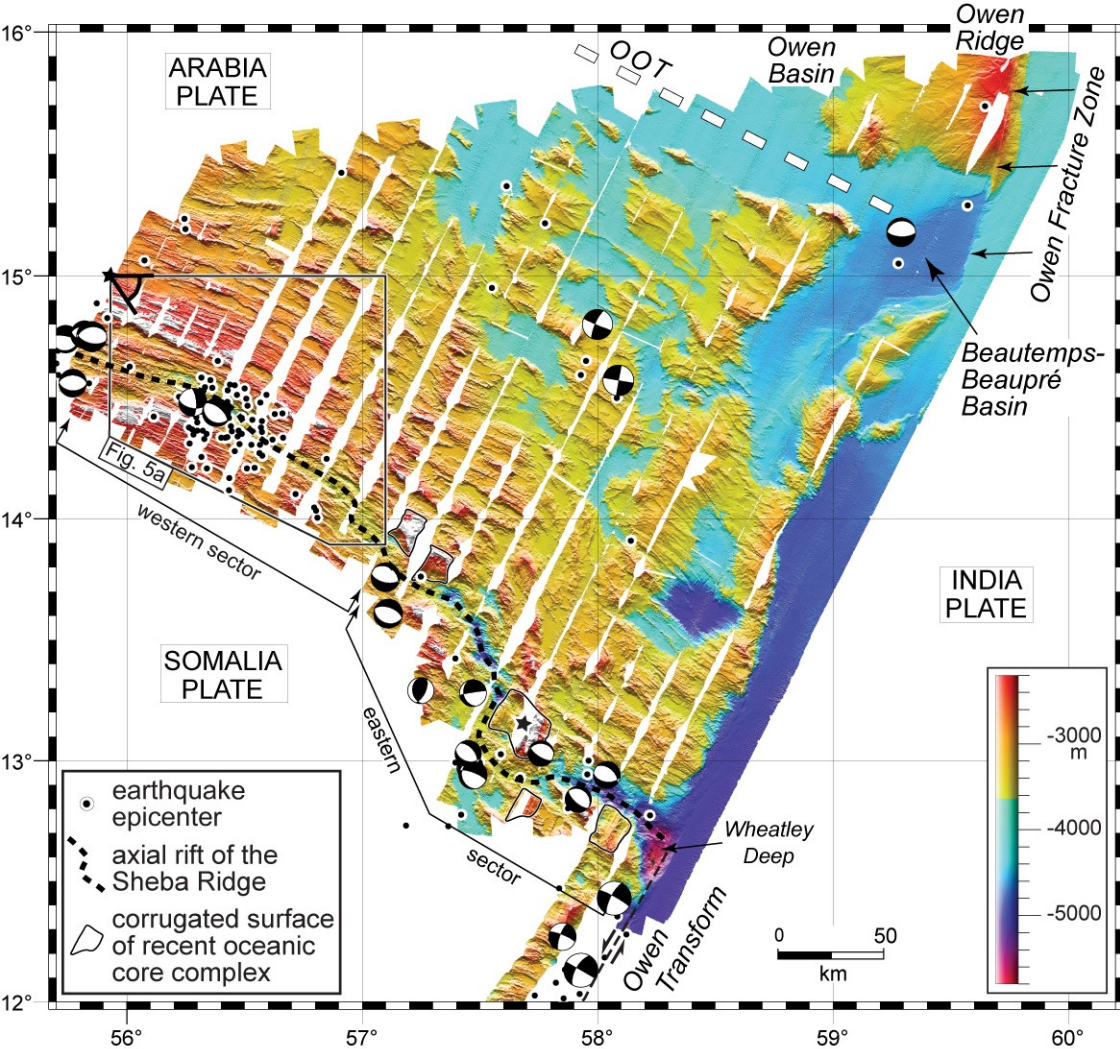 16°
15°
14°
13°
12°
56°
57°
58°
59°
60°
ARABIA
PLATE
OOT
Owen
Basin
Owen
Ridge
Owen Fracture Zone
Beautemps-
Beaupré
Basin
INDIA
PLATE
Fig. 5a
western sector
SOMALIA
PLATE
eastern
sector
Wheatley
Deep
Owen
Transform
0 50
km
-3000
m
-4000
-5000
earthquake
epicenter
axial rift of the
Sheba Ridge
corrugated surface
of recent oceanic
core complex